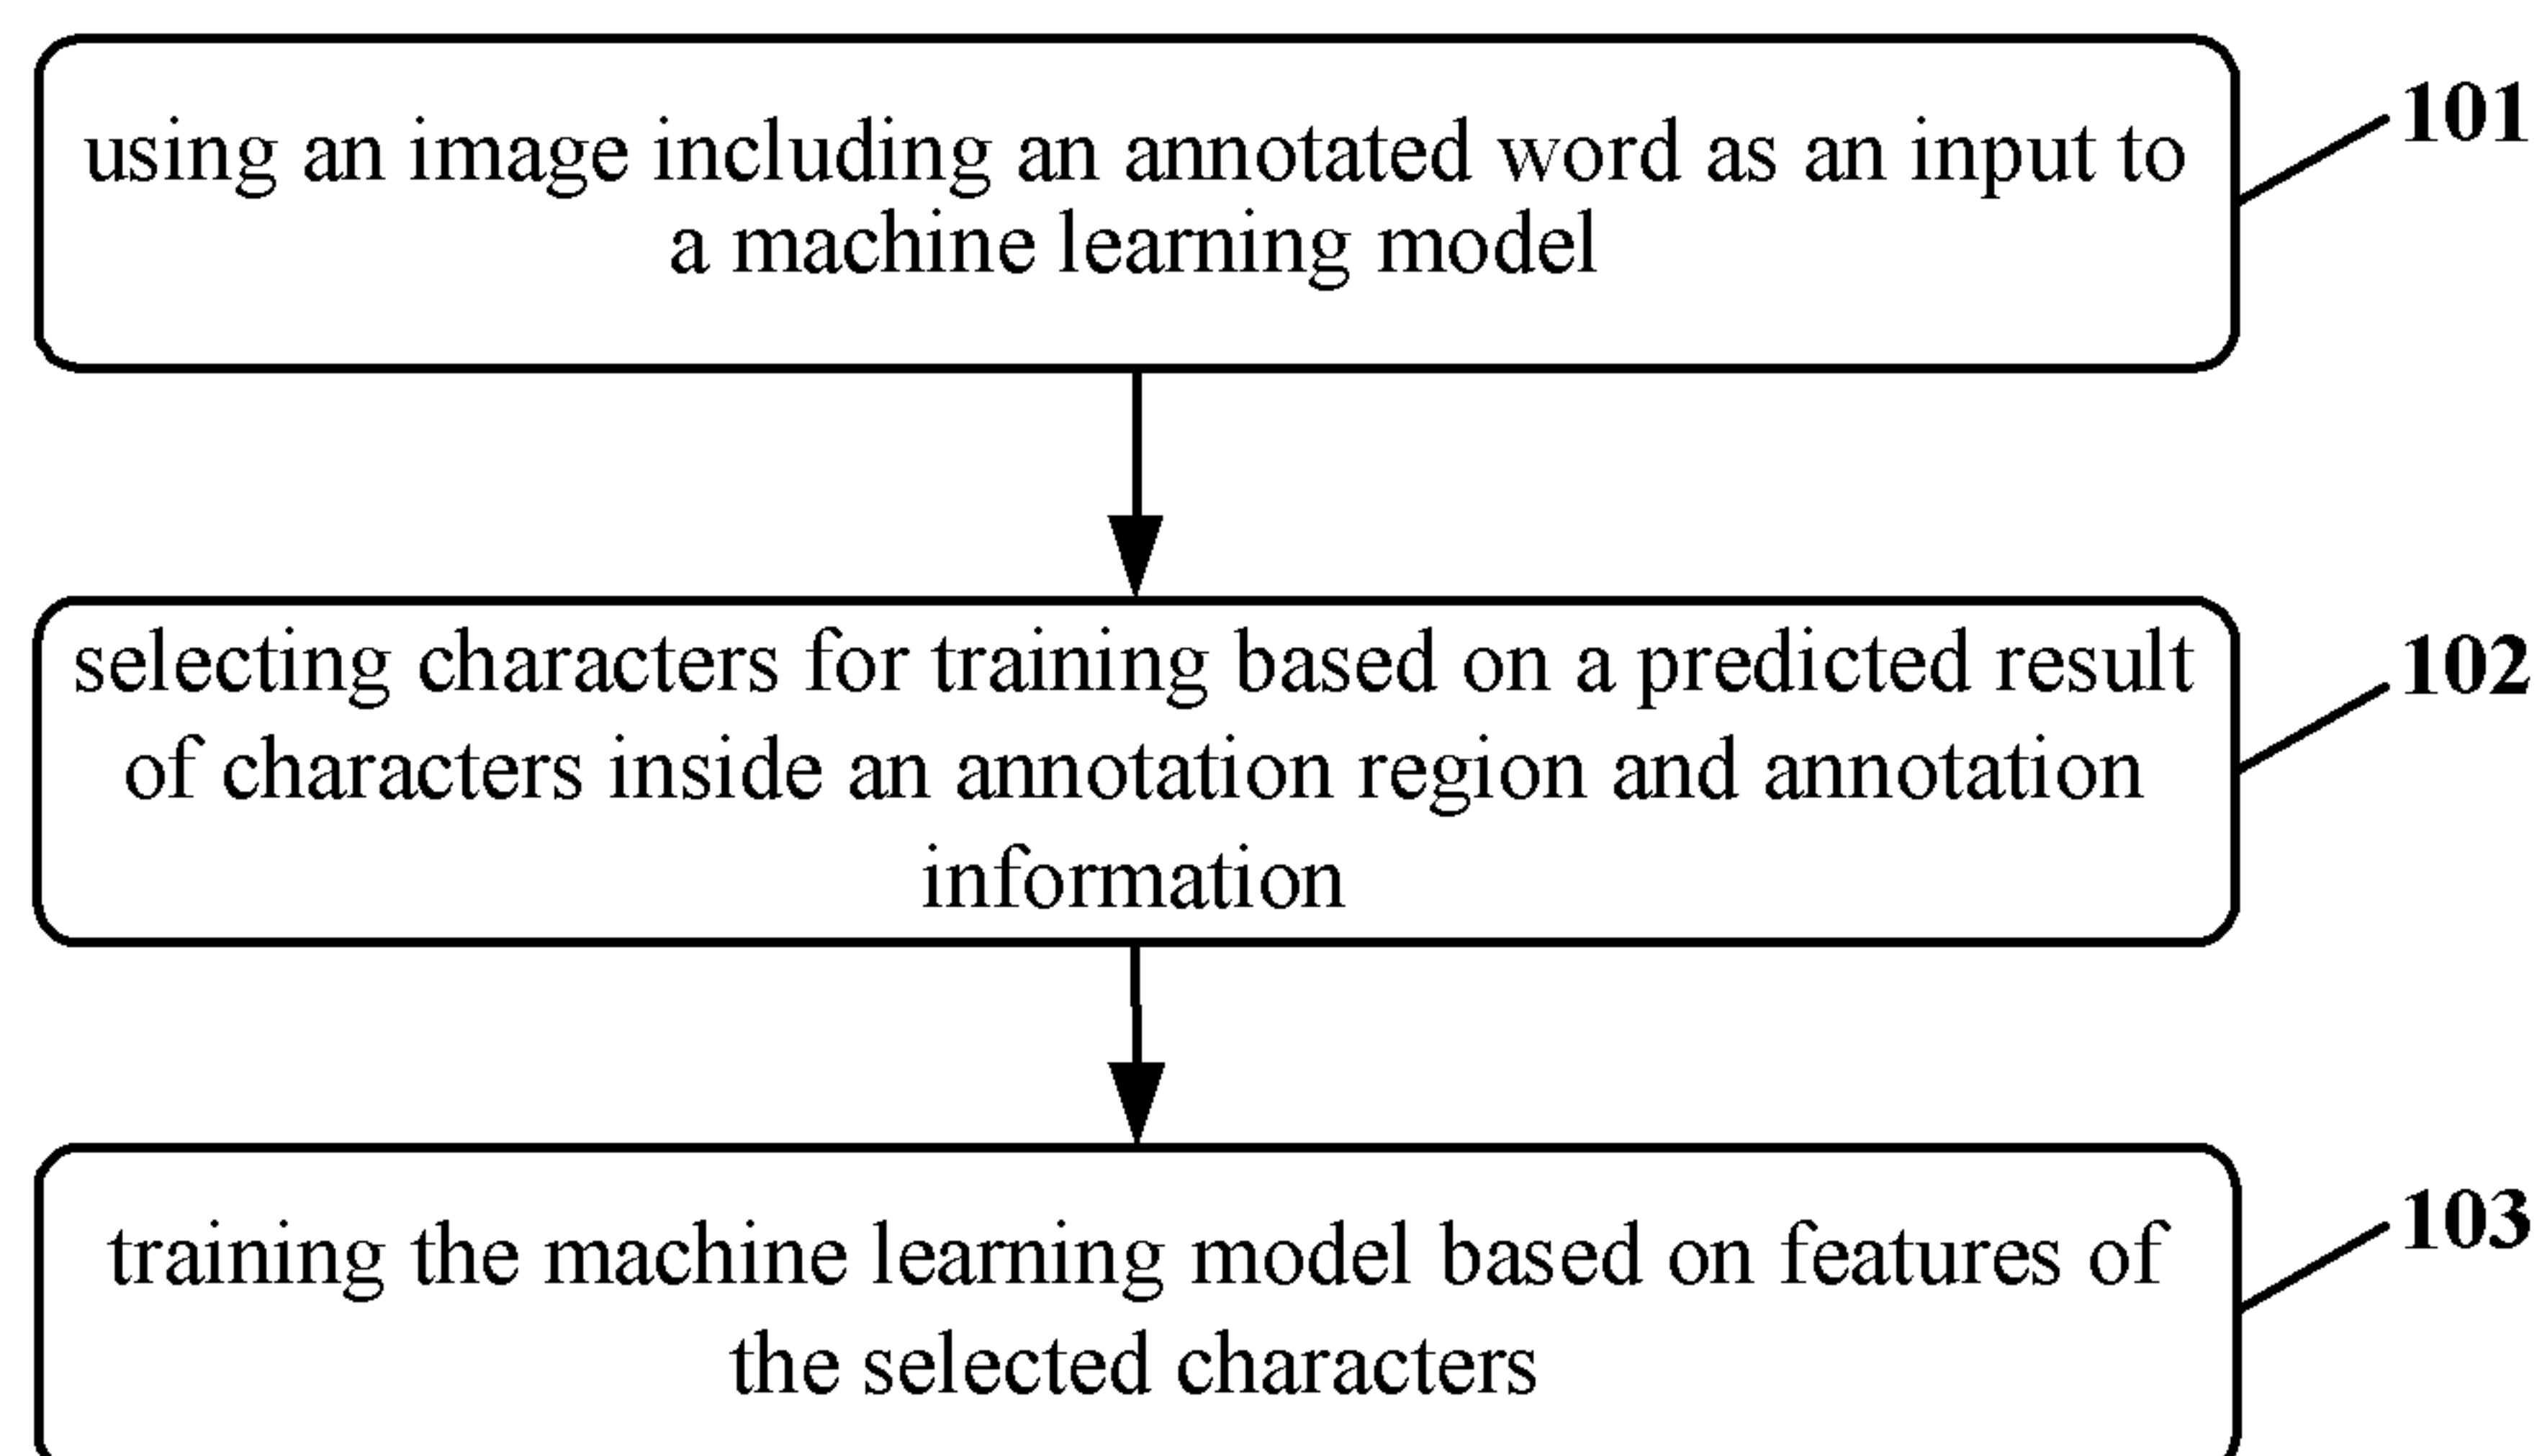 using an image including an annotated word as an input to
a machine learning model
101
selecting characters for training based on a predicted result
of characters inside an annotation region and annotation
information
102
training the machine learning model based on features of
the selected characters
103